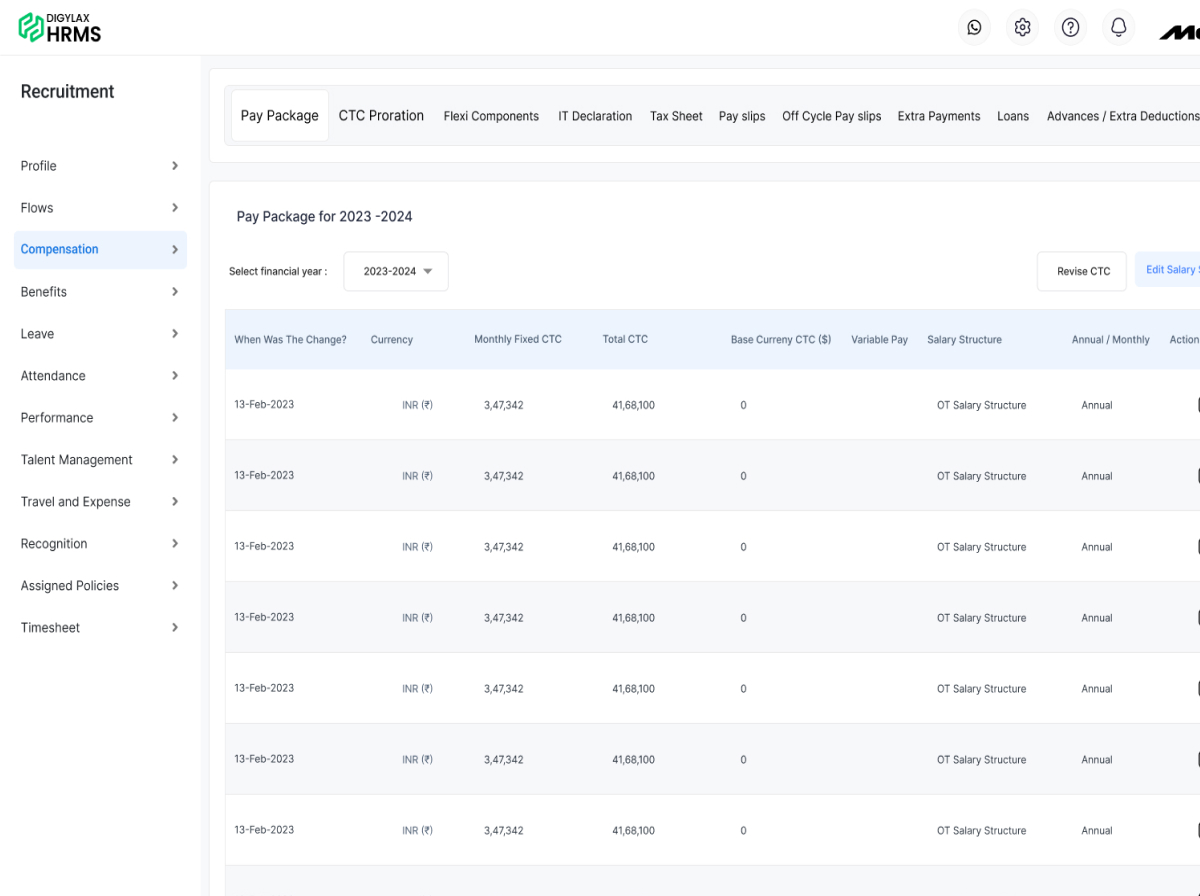 DIGYLAX
HRMS
Recruitment
Profile
Flows
Compensation
Benefits
Leave
Attendance
Performance
Talent Management
Travel and Expense
Recognition
Assigned Policies
Timesheet
Pay Package CTC Proration Flexi Components IT Declaration Tax Sheet Pay slips Off Cycle Pay slips Extra Payments Loans Advances / Extra Deductions
Pay Package for 2023 -2024
Select financial year : 2023-2024 Revise CTC Edit Salary
When Was The Change? Currency Monthly Fixed CTC Total CTC Base Curreny CTC ($) Variable Pay Salary Structure Annual / Monthly Action
13-Feb-2023 INR (₹) 3,47,342 41,68,100 0 OT Salary Structure Annual
13-Feb-2023 INR (₹) 3,47,342 41,68,100 0 OT Salary Structure Annual
13-Feb-2023 INR (₹) 3,47,342 41,68,100 0 OT Salary Structure Annual
13-Feb-2023 INR (₹) 3,47,342 41,68,100 0 OT Salary Structure Annual
13-Feb-2023 INR (₹) 3,47,342 41,68,100 0 OT Salary Structure Annual
13-Feb-2023 INR (₹) 3,47,342 41,68,100 0 OT Salary Structure Annual
13-Feb-2023 INR (₹) 3,47,342 41,68,100 0 OT Salary Structure Annual